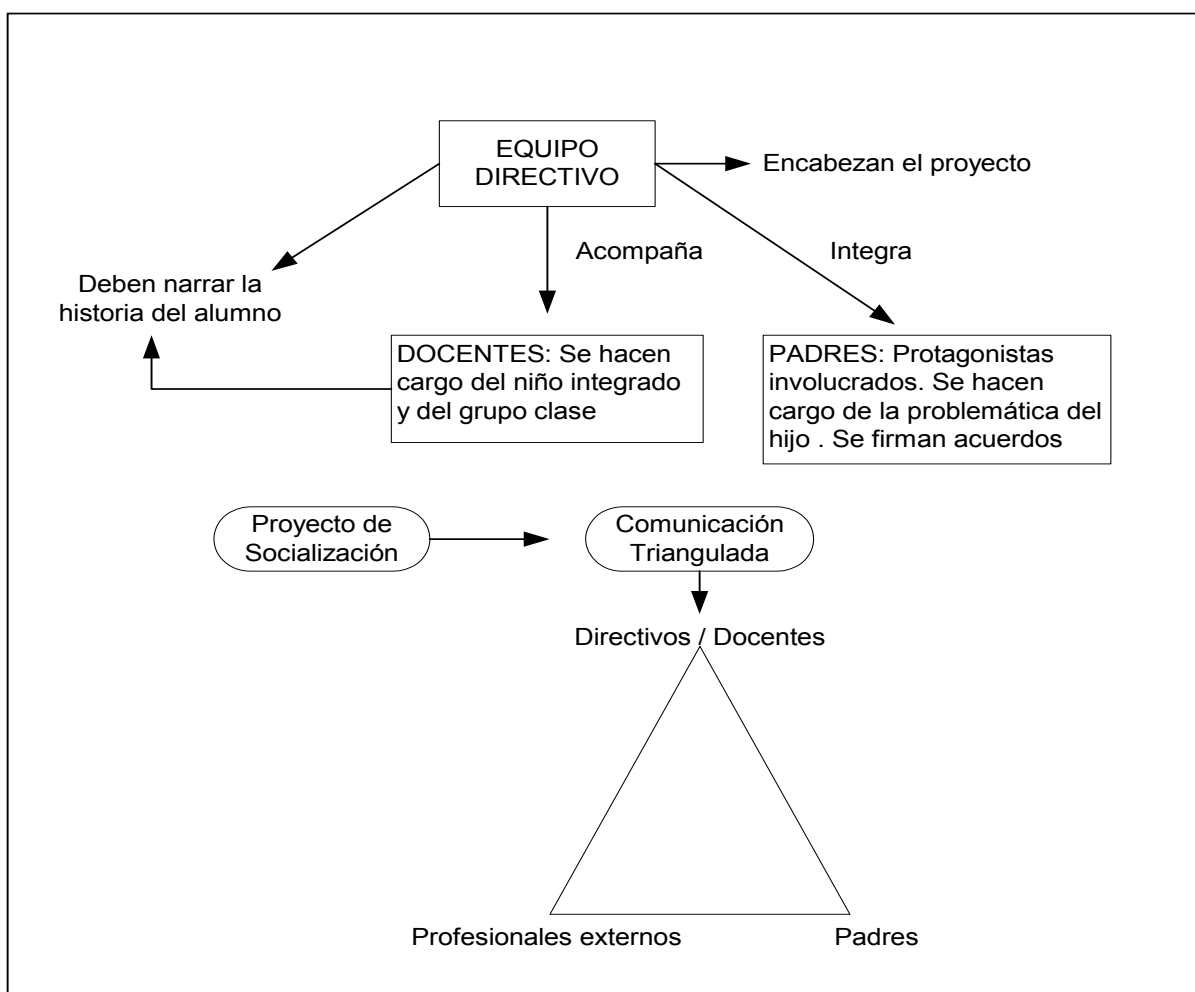 EQUIPO
DIRECTIVO
Encabezan el proyecto
Acompaña
Integra
Deben narrar la
historia del alumno
DOCENTES: Se hacen
cargo del niño integrado
y del grupo clase
PADRES: Protagonistas
involucrados. Se hacen
cargo de la problemática del
hijo . Se firman acuerdos
Proyecto de
Socialización
Comunicación
Triangulada
Directivos / Docentes
Profesionales externos
Padres